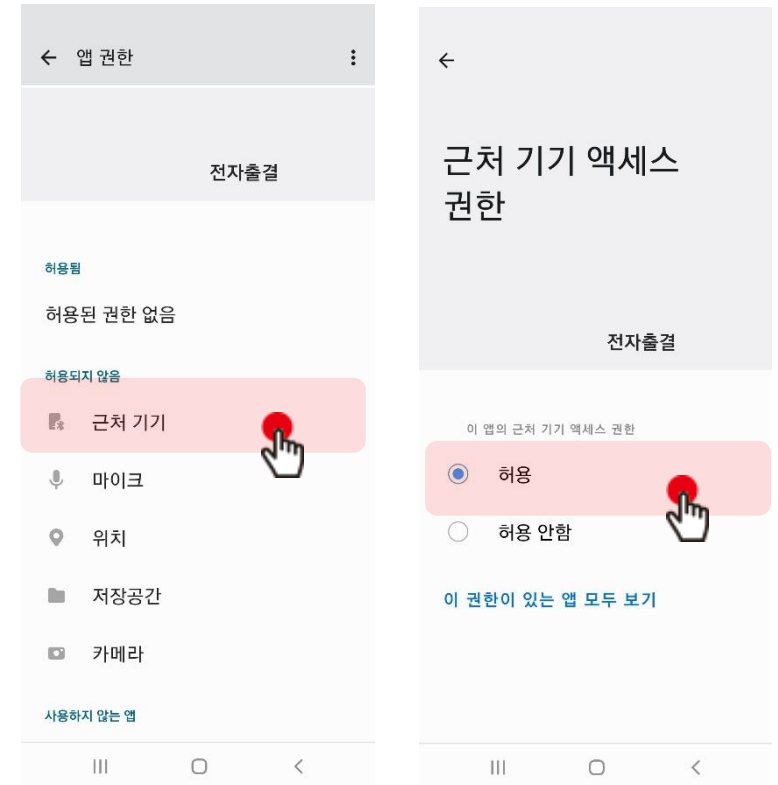 앱 권한
전자출결
허용됨
허용된 권한 없음
허용되지 않음
근처 기기
마이크
위치
저장공간
카메라
사용하지 않는 앱
근처 기기 액세스
권한
전자출결
이 앱의 근처 기기 액세스 권한
허용
허용 안함
이 권한이 있는 앱 모두 보기